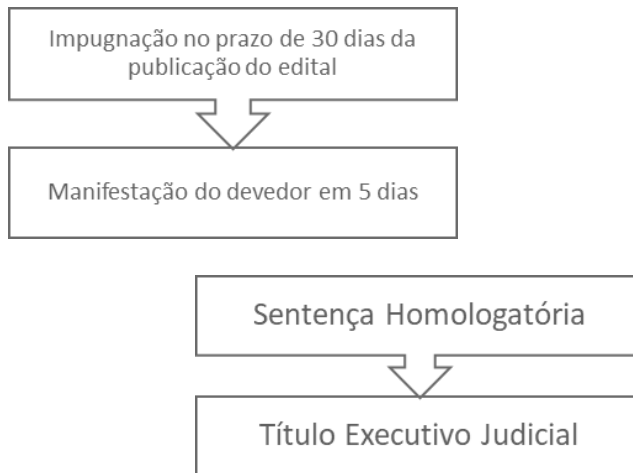 Impugnação no prazo de 30 dias da
publicação do edital
Manifestação do devedor em 5 dias
Sentença Homologatória
Título Executivo Judicial